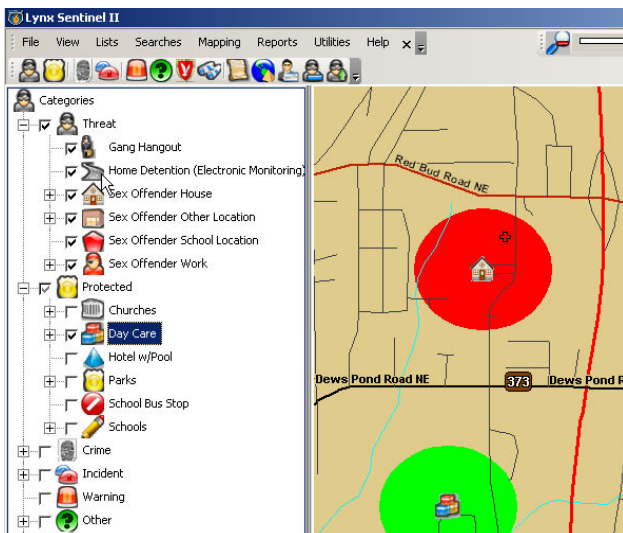 Lynx Sentinel II
File View Lists Searches Mapping Reports Utilities Help
Categories
Threat
Gang Hangout
Home Detention (Electronic Monitoring)
Sex Offender House
Sex Offender Other Location
Sex Offender School Location
Sex Offender Work
Protected
Churches
Day Care
Hotel w/Pool
Parks
School Bus Stop
Schools
Crime
Incident
Warning
Other
Red Bud Road NE
Dews Pond Road NE 373 Dews Pond R